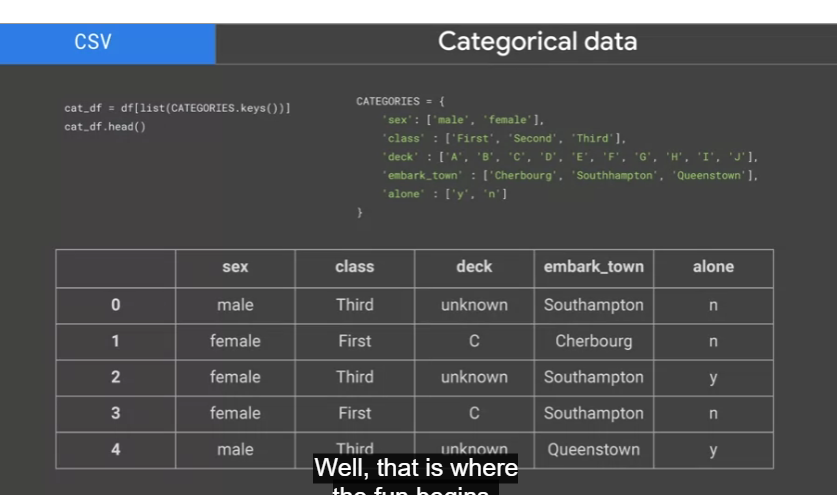 CSV
Categorical data
cat_df = df[list(CATEGORIES.keys())]
cat_df.head()
CATEGORIES = {
'sex': ['male', 'female'],
'class' : ['First', 'Second', 'Third'],
'deck' : ['A', 'B', 'C', 'D', 'E', 'F', 'G', 'H', 'I', 'J'],
'embark_town' : ['Cherbourg', 'Southhampton', 'Queenstown'],
'alone' : ['y', 'n']
}
sex class deck embark_town alone
0 male Third unknown Southampton n
1 female First C Cherbourg n
2 female Third unknown Southampton y
3 female First C Southampton n
4 male Third unknown Queenstown y
Well, that is where
the fun begins.